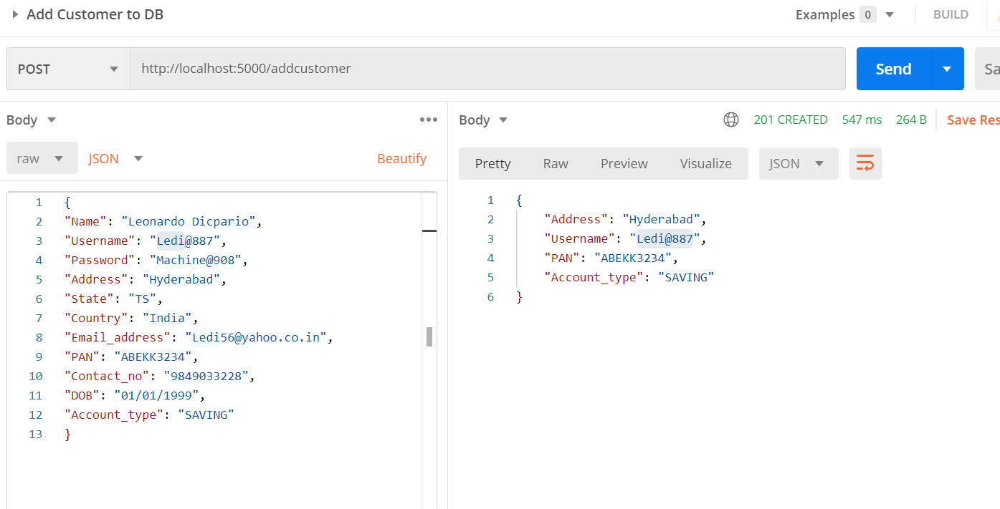 Add Customer to DB
Examples 0 BUILD
POST http://localhost:5000/addcustomer Send Sa
Body
raw JSON Beautify
1 {
2 "Name": "Leonardo Dicpario",
3 "Username": "Ledi@887",
4 "Password": "Machine@908",
5 "Address": "Hyderabad",
6 "State": "TS",
7 "Country": "India",
8 "Email_address": "Ledi56@yahoo.co.in",
9 "PAN": "ABEKK3234",
10 "Contact_no": "9849033228",
11 "DOB": "01/01/1999",
12 "Account_type": "SAVING"
13 }
Body 201 CREATED 547 ms 264 B Save Res
Pretty Raw Preview Visualize JSON
1 {
2 "Address": "Hyderabad",
3 "Username": "Ledi@887",
4 "PAN": "ABEKK3234",
5 "Account_type": "SAVING"
6 }